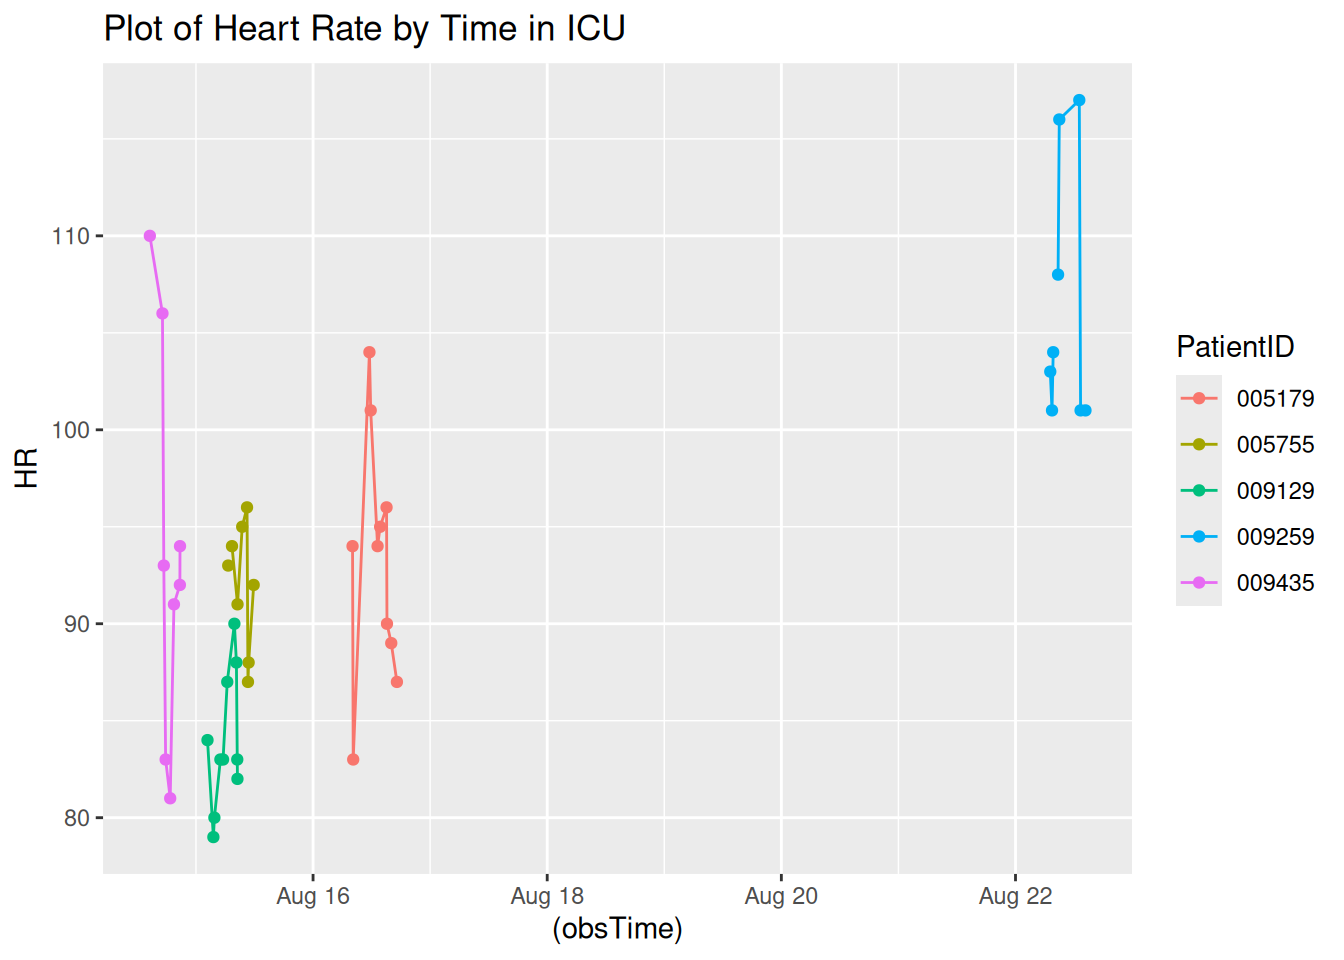 Plot of Heart Rate by Time in ICU
HR
110
100
90
80
Aug 16
Aug 18
Aug 20
Aug 22
(obsTime)
PatientID
005179
005755
009129
009259
009435